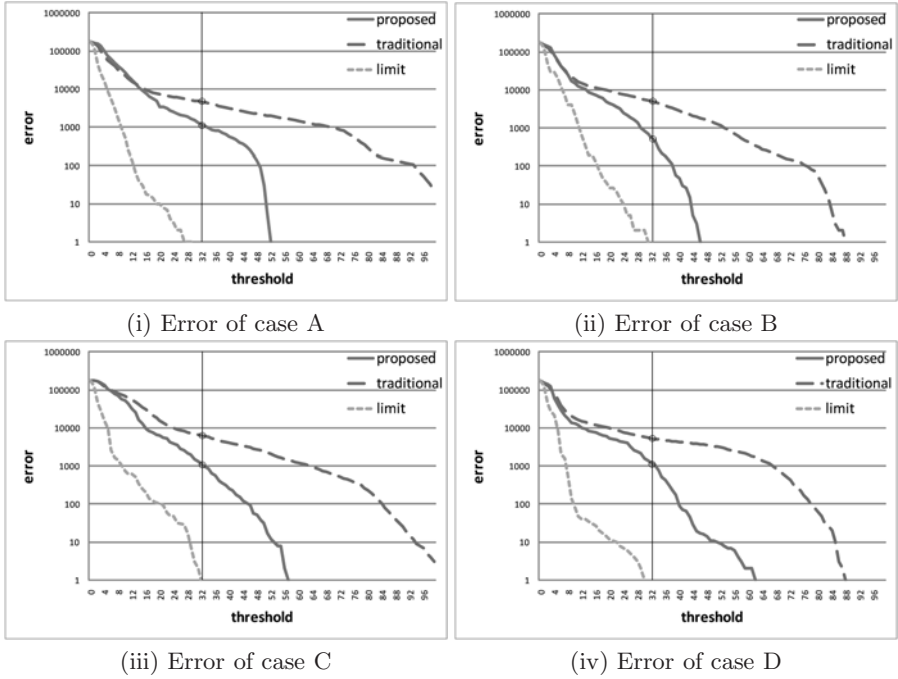 1000000
100000
10000
1000
100
10
1
error
proposed
traditional
limit
0 4 8 12 16 20 24 28 32 36 40 44 48 52 56 60 64 68 72 76 80 84 88 92 96
threshold
(i) Error of case A
1000000
100000
10000
1000
100
10
1
error
proposed
traditional
limit
0 4 8 12 16 20 24 28 32 36 40 44 48 52 56 60 64 68 72 76 80 84 88 92 96
threshold
(ii) Error of case B
1000000
100000
10000
1000
100
10
1
error
proposed
traditional
limit
0 4 8 12 16 20 24 28 32 36 40 44 48 52 56 60 64 68 72 76 80 84 88 92 96
threshold
(iii) Error of case C
1000000
100000
10000
1000
100
10
1
error
proposed
traditional
limit
0 4 8 12 16 20 24 28 32 36 40 44 48 52 56 60 64 68 72 76 80 84 88 92 96
threshold
(iv) Error of case D